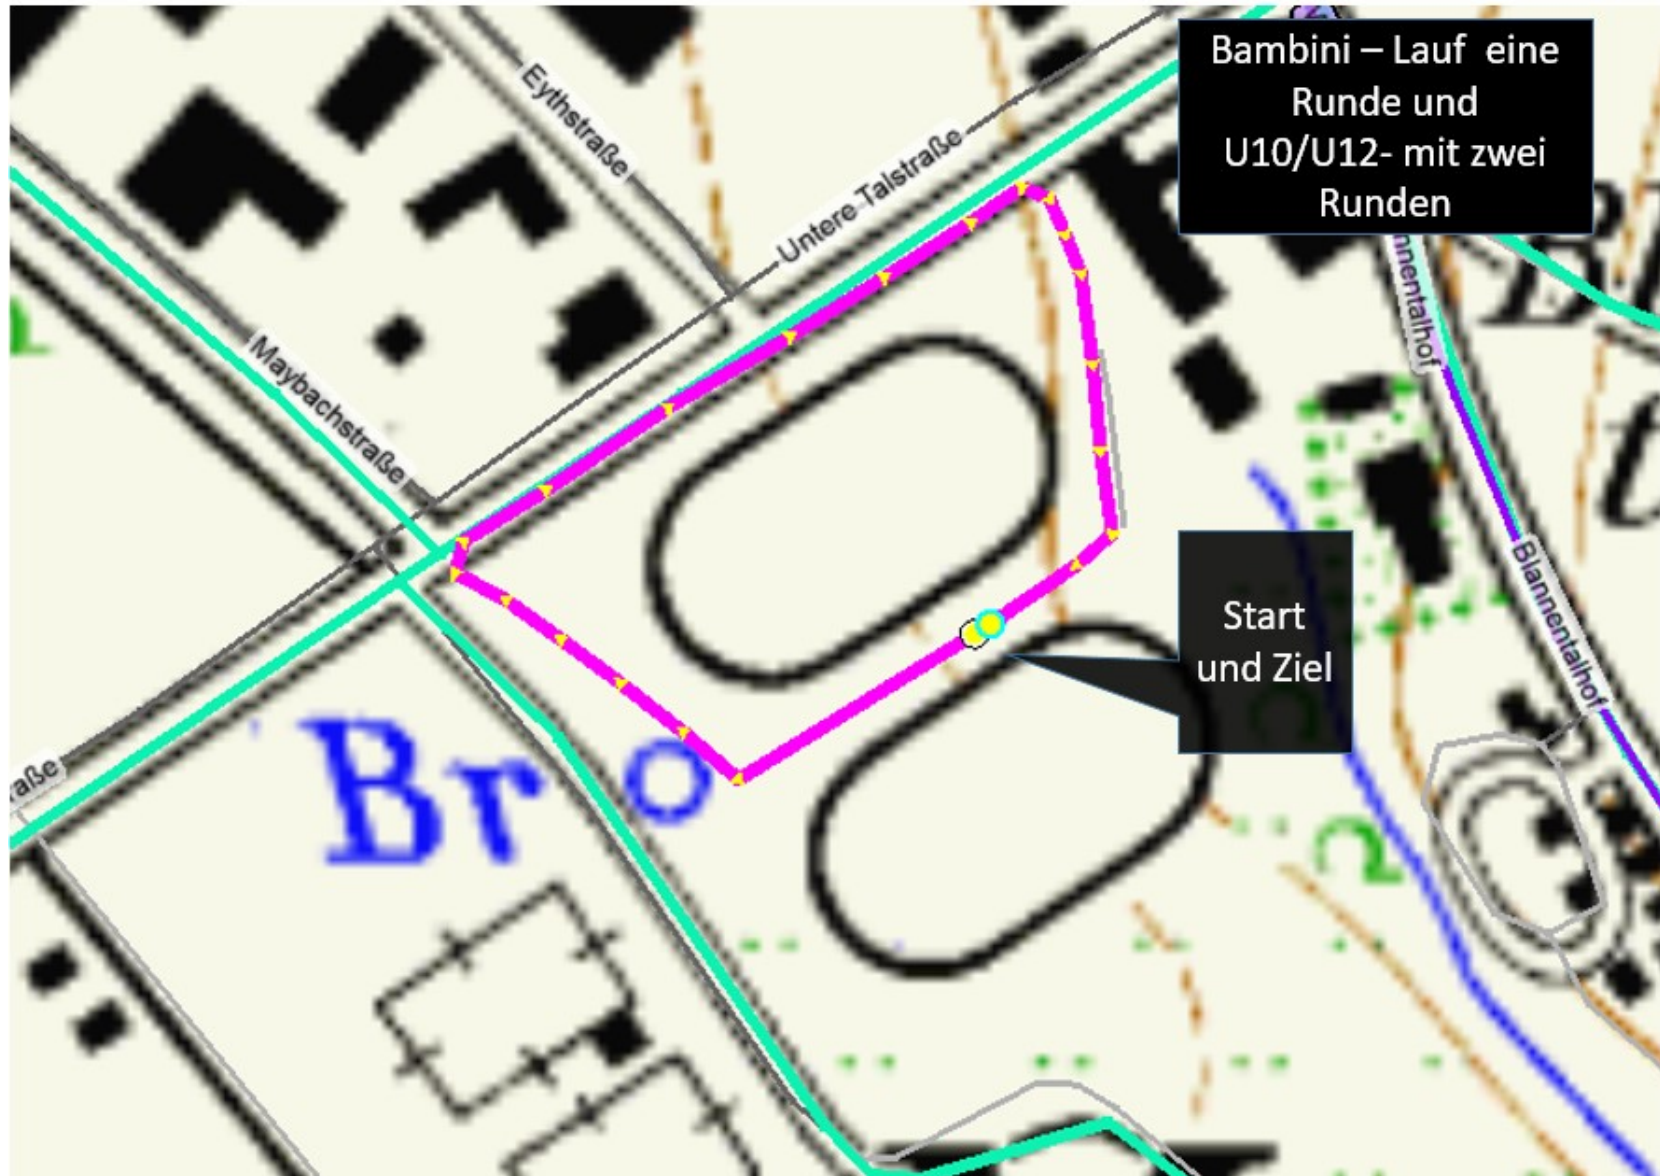 Bambini – Lauf eine
Runde und
U10/U12- mit zwei
Runden
Eythstraße
Untere-Talstraße
Maybachstraße
nnentalhof
Blannentalhof
Start
und Ziel
raße
Br